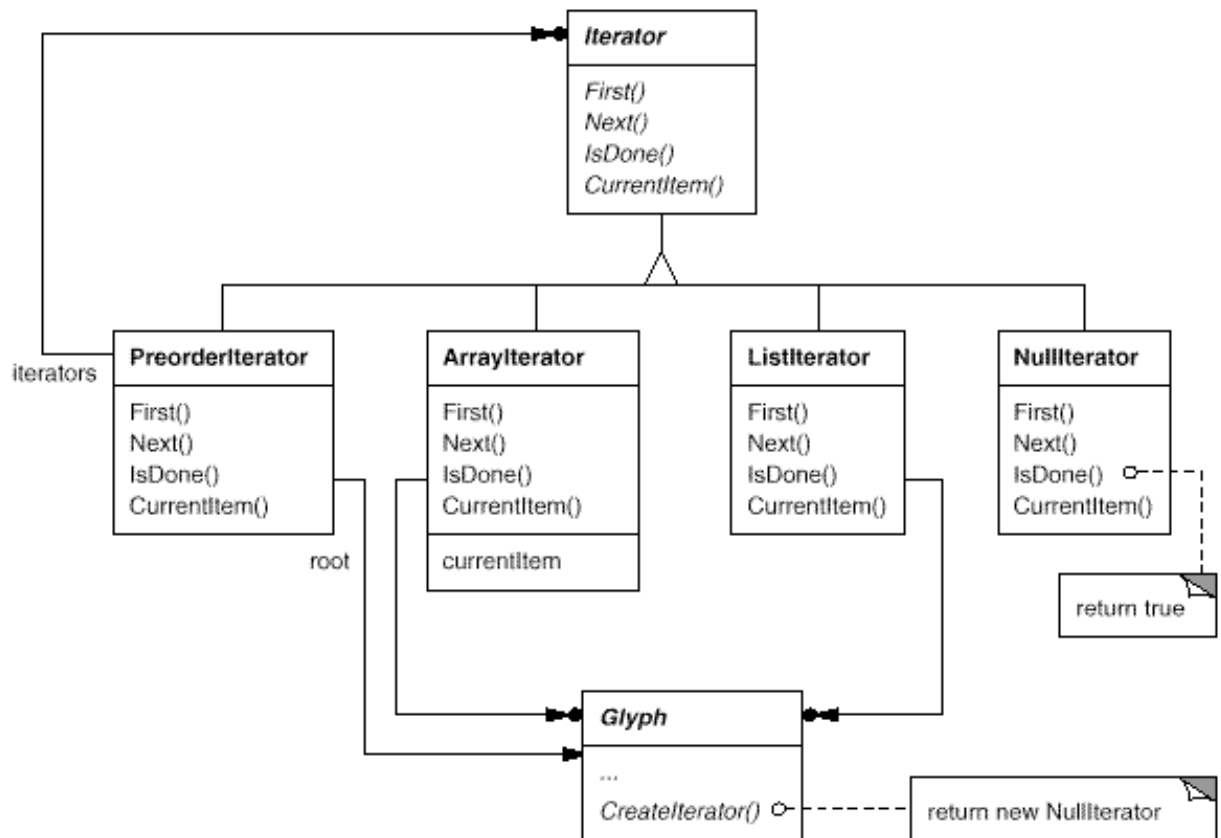 Iterator
First()
Next()
IsDone()
CurrentItem()
iterators
PreorderIterator
First()
Next()
IsDone()
CurrentItem()
root
ArrayIterator
First()
Next()
IsDone()
CurrentItem()
currentItem
ListIterator
First()
Next()
IsDone()
CurrentItem()
NullIterator
First()
Next()
IsDone()
CurrentItem()
return true
Glyph
...
CreateIterator()
return new NullIterator